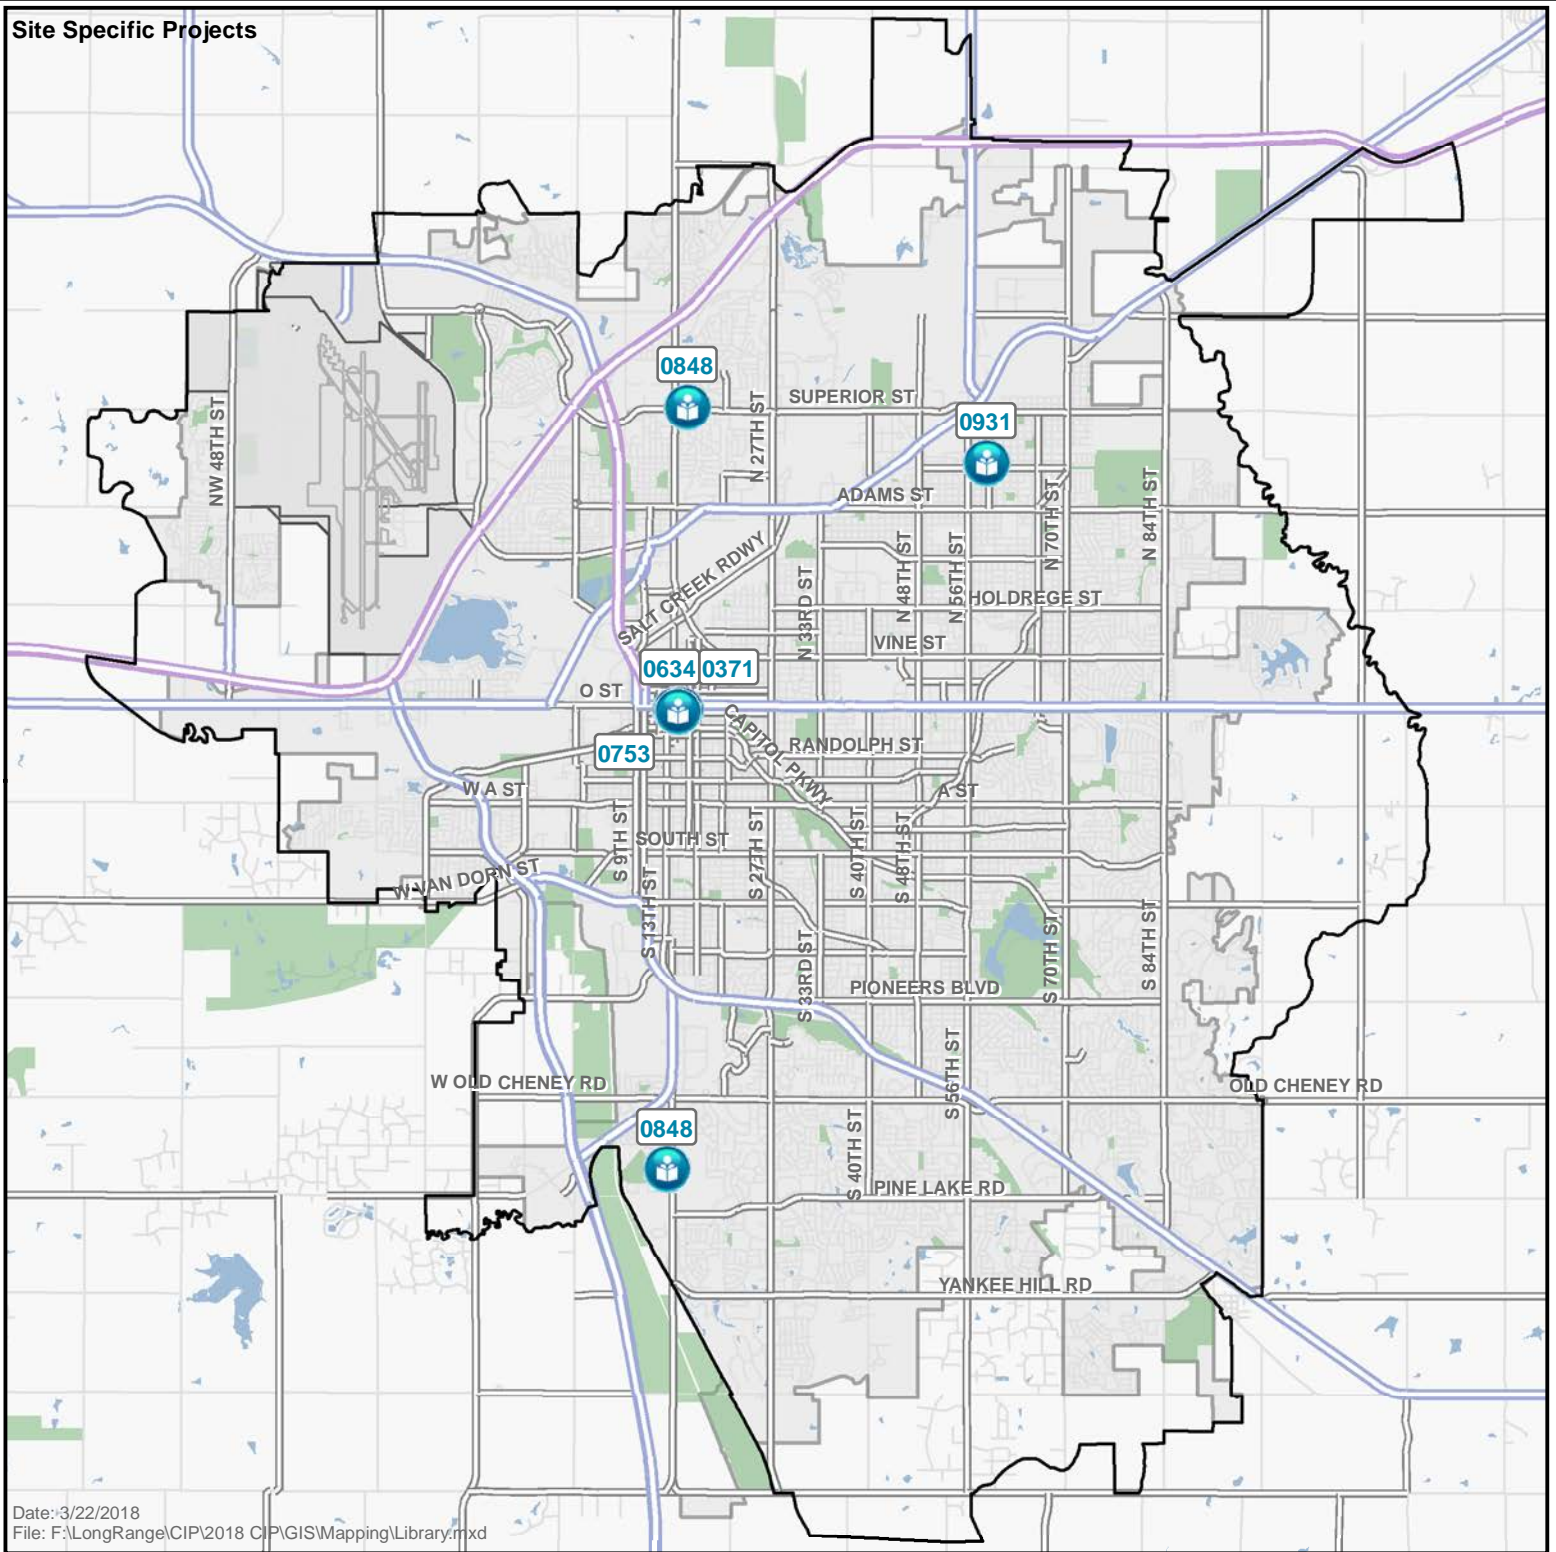 Site Specific Projects
0848
SUPERIOR ST
0931
NW 48TH ST
N 27TH ST
ADAMS ST
N 70TH ST
N 84TH ST
SALT CREEK RDWY
N 33RD ST
N 48TH ST
N 56TH ST
HOLDREGE ST
VINE ST
0634
0371
O ST
CAPITOL PKWY
RANDOLPH ST
0753
W A ST
A ST
S 9TH ST
SOUTH ST
S 27TH ST
S 40TH ST
S 48TH ST
W VAN DORN ST
S 13TH ST
S 33RD ST
S 70TH ST
S 84TH ST
PIONEERS BLVD
S 56TH ST
W OLD CHENEY RD
OLD CHENEY RD
0848
S 40TH ST
PINE LAKE RD
YANKEE HILL RD
Date: 3/22/2018
File: F:\LongRange\CIP\2018 CIP\GIS\Mapping\Library.mxd